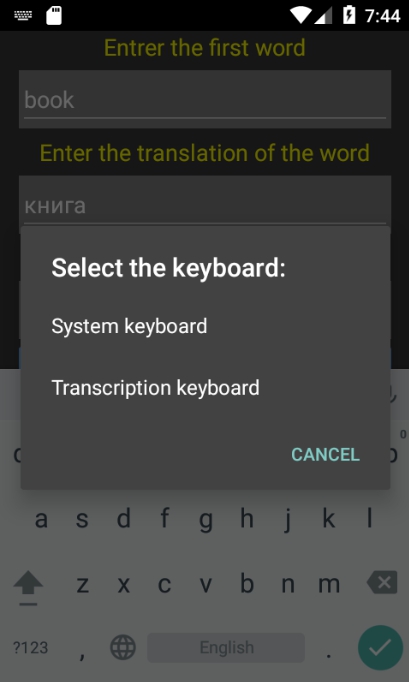 7:44
Entrer the first word
book
Enter the translation of the word
книга
Select the keyboard:
System keyboard
Transcription keyboard
CANCEL
0
a s d f g h j k l
z x c v b n m
?123 , English .